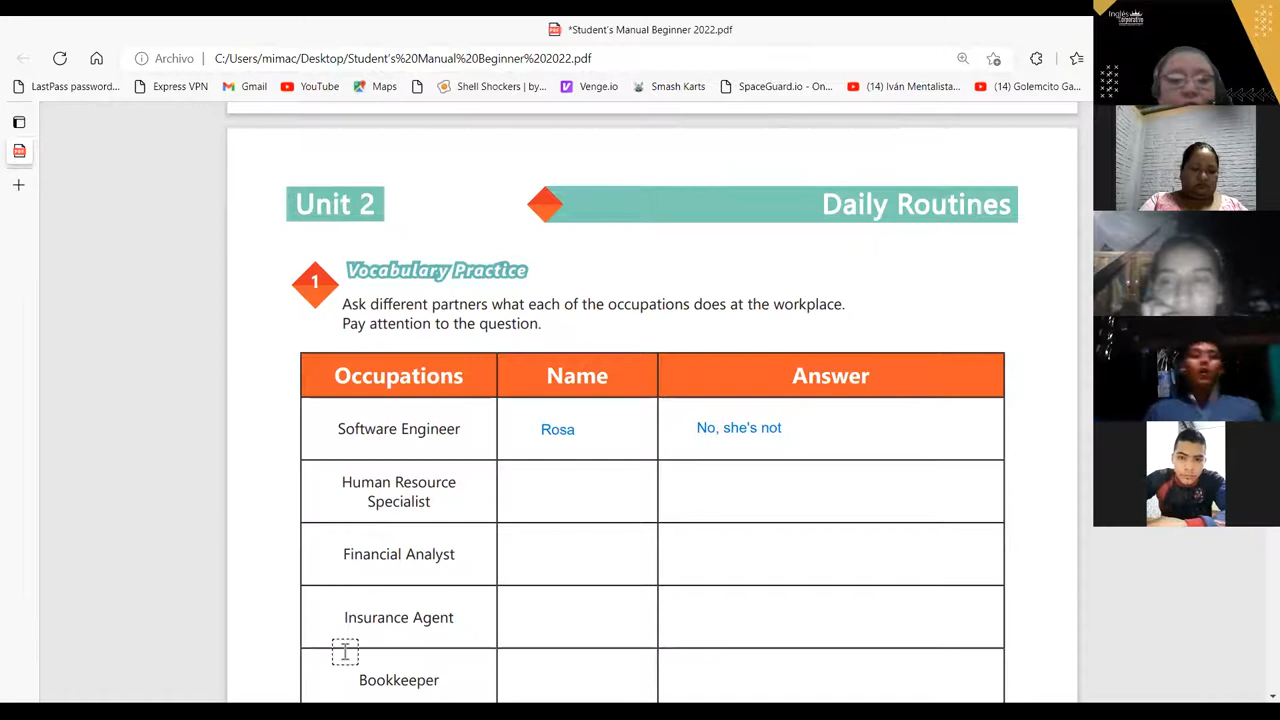 *Student's Manual Beginner 2022.pdf
Archivo C:/Users/mimac/Desktop/Student's%20Manual%20Beginner%202022.pdf
LastPass password... Express VPN Gmail YouTube Maps Shell Shockers | by... Venge.io Smash Karts SpaceGuard.io - On... (14) Iván Mentalista... (14) Golemcito Ga...
Inglés
Corporativo
Unit 2 Daily Routines
1 Vocabulary Practice
Ask different partners what each of the occupations does at the workplace.
Pay attention to the question.
Occupations Name Answer
Software Engineer Rosa No, she's not
Human Resource
Specialist
Financial Analyst
Insurance Agent
Bookkeeper